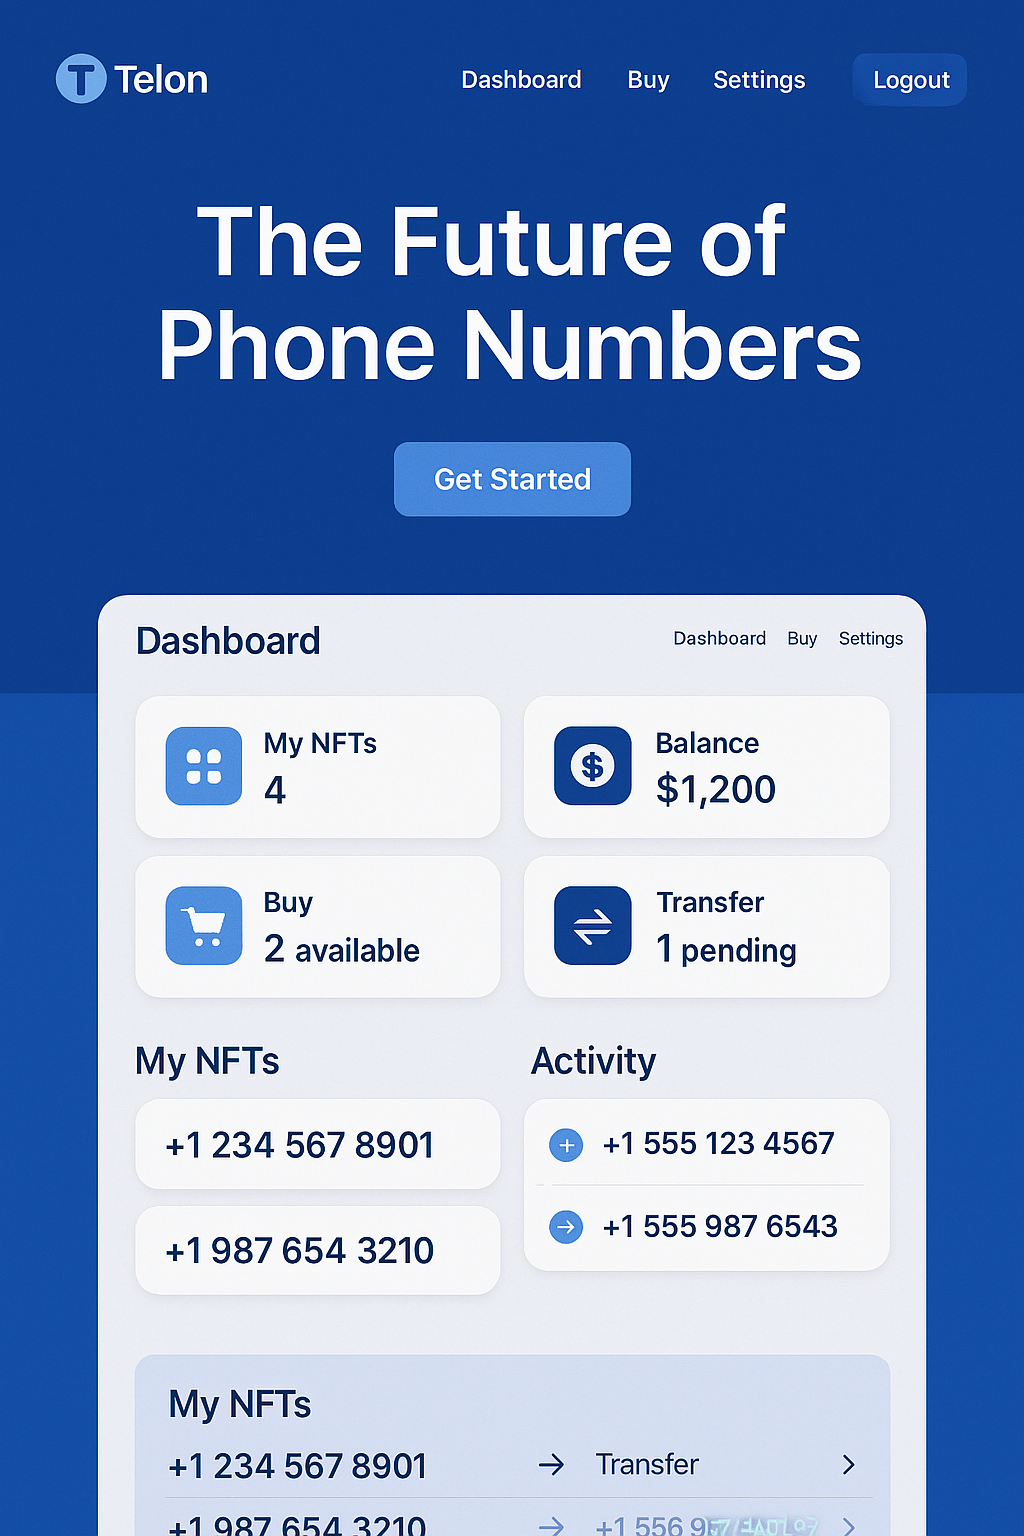 Telon
Dashboard Buy Settings Logout
The Future of
Phone Numbers
Get Started
Dashboard
Dashboard Buy Settings
My NFTs
4
Balance
$1,200
Buy
2 available
Transfer
1 pending
My NFTs
+1 234 567 8901
+1 987 654 3210
Activity
+1 555 123 4567
+1 555 987 6543
My NFTs
+1 234 567 8901 → Transfer
+1 987 654 3210 → +1 556